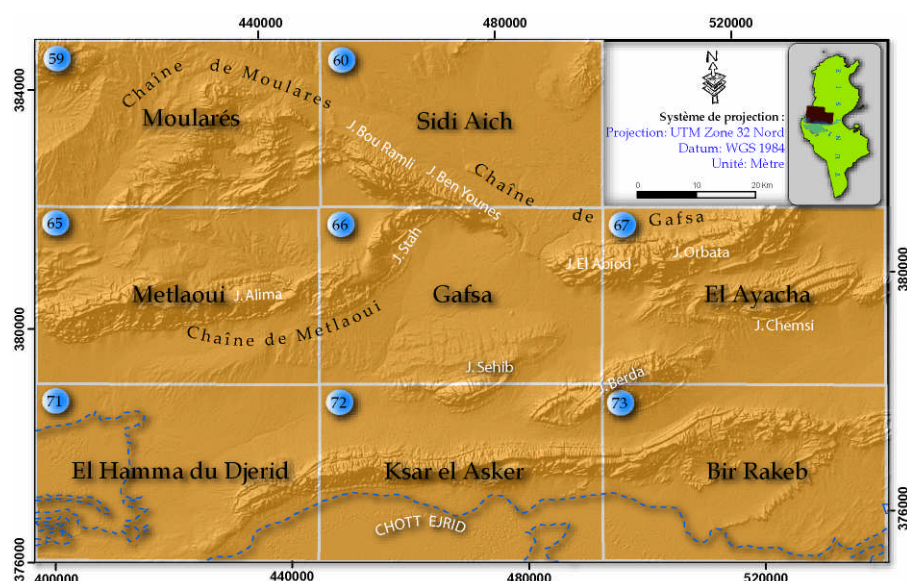 440000
480000
520000
384000
380000
376000
59
60
Chaîne de Moulares
Moularés
Sidi Aich
J. Bou Ramli
J. Ben Younes
Chaîne de Gafsa
N
Système de projection :
Projection: UTM Zone 32 Nord
Datum: WGS 1984
Unité: Mètre
0 10 20 Km
TUNISIE
65
66
67
J. Stah
J. El Abiod
J. Orbata
Metlaoui
J. Alima
Gafsa
El Ayacha
Chaîne de Metlaoui
J. Chemsi
J. Sehib
J. Berda
380000
71
72
73
El Hamma du Djerid
Ksar el Asker
Bir Rakeb
CHOTT EJRID
376000
400000
440000
480000
520000